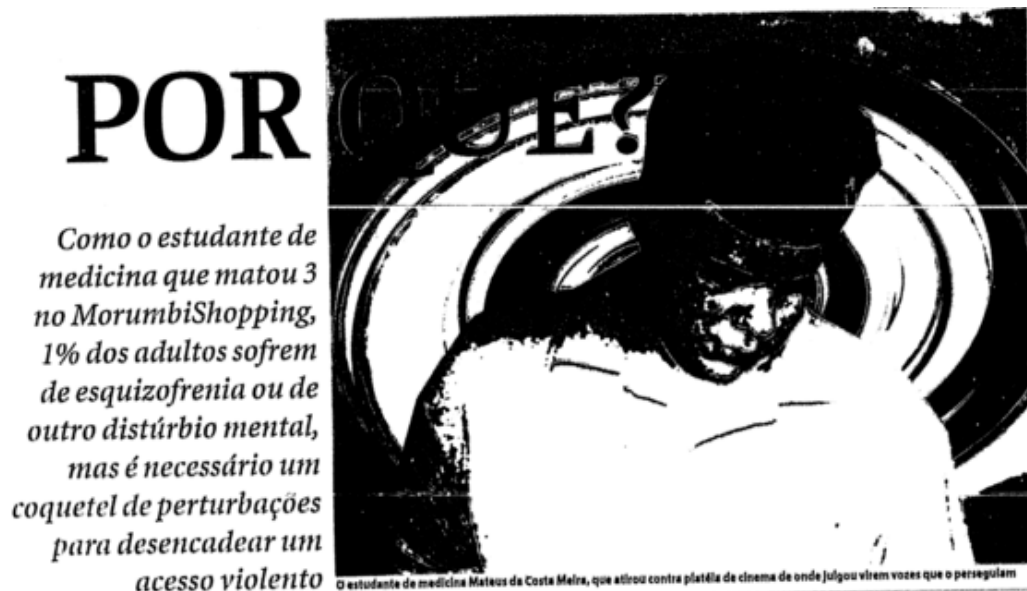 POR QUE?
Como o estudante de
medicina que matou 3
no MorumbiShopping,
1% dos adultos sofrem
de esquizofrenia ou de
outro distúrbio mental,
mas é necessário um
coquetel de perturbações
para desencadear um
acesso violento
O estudante de medicina Mateus da Costa Meira, que atirou contra platéia de cinema de onde julgou virem vozes que o perseguiam